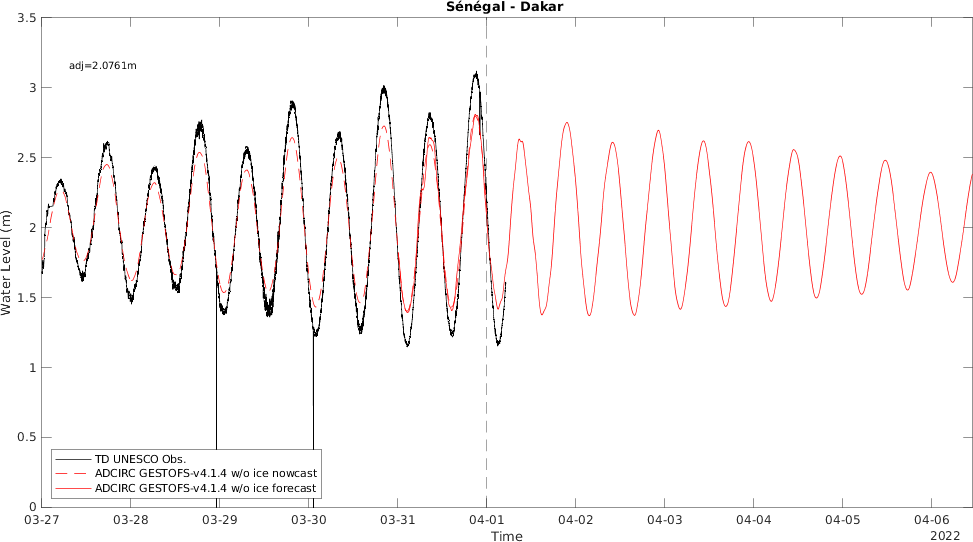 Sénégal - Dakar
adj=2.0761m
3.5
3
2.5
2
1.5
1
0.5
0
Water Level (m)
TD UNESCO Obs.
ADCIRC GESTOFS-v4.1.4 w/o ice nowcast
ADCIRC GESTOFS-v4.1.4 w/o ice forecast
03-27 03-28 03-29 03-30 03-31 04-01 04-02 04-03 04-04 04-05 04-06
Time
2022